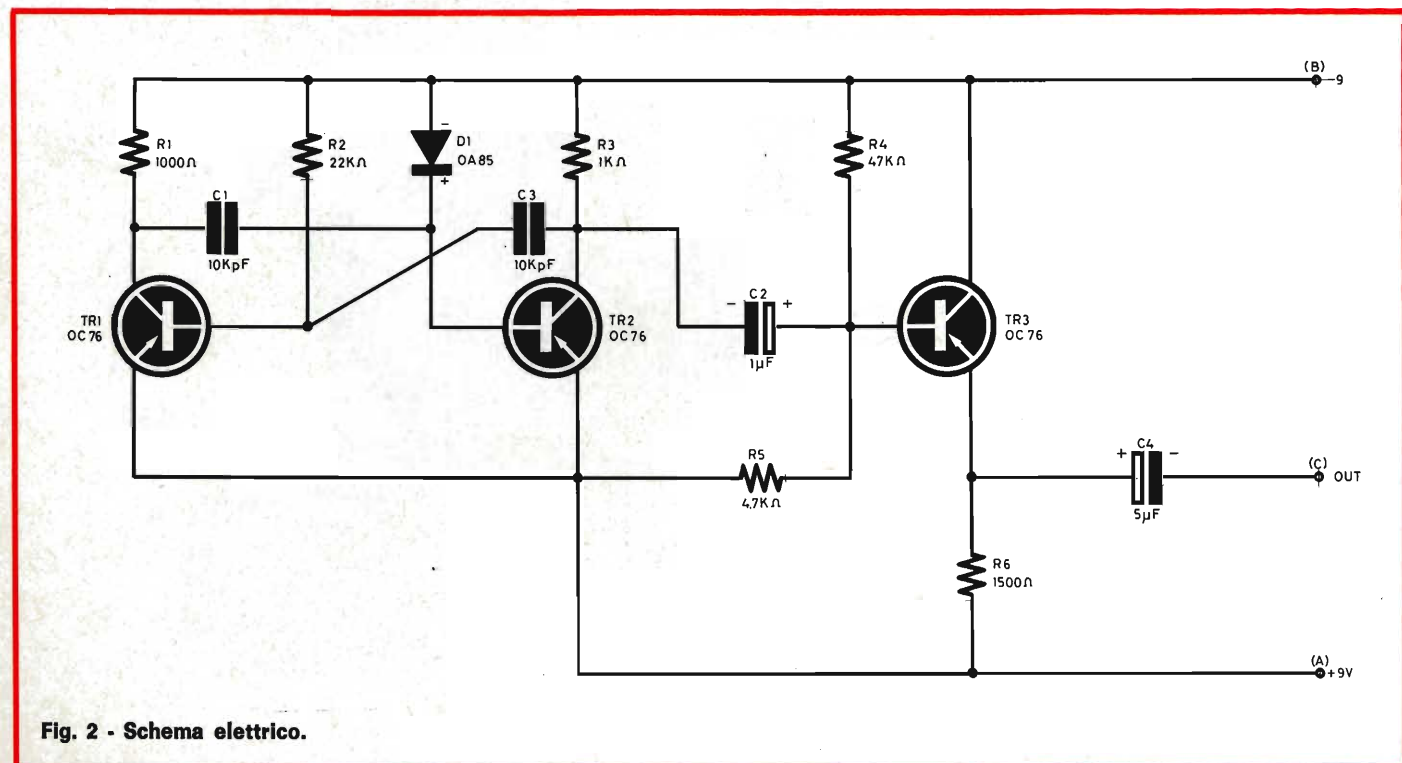 (B)
-9
R1
1000Ω
R2
22KΩ
-
D1
OA85
+
R3
1KΩ
R4
47KΩ
C1
10KpF
C3
10KpF
TR1
OC76
TR2
OC76
- C2 +
1µF
TR3
OC76
R5
4,7KΩ
+ C4 -
5µF
(C)
OUT
R6
1500Ω
(A)
+9V
Fig. 2 - Schema elettrico.